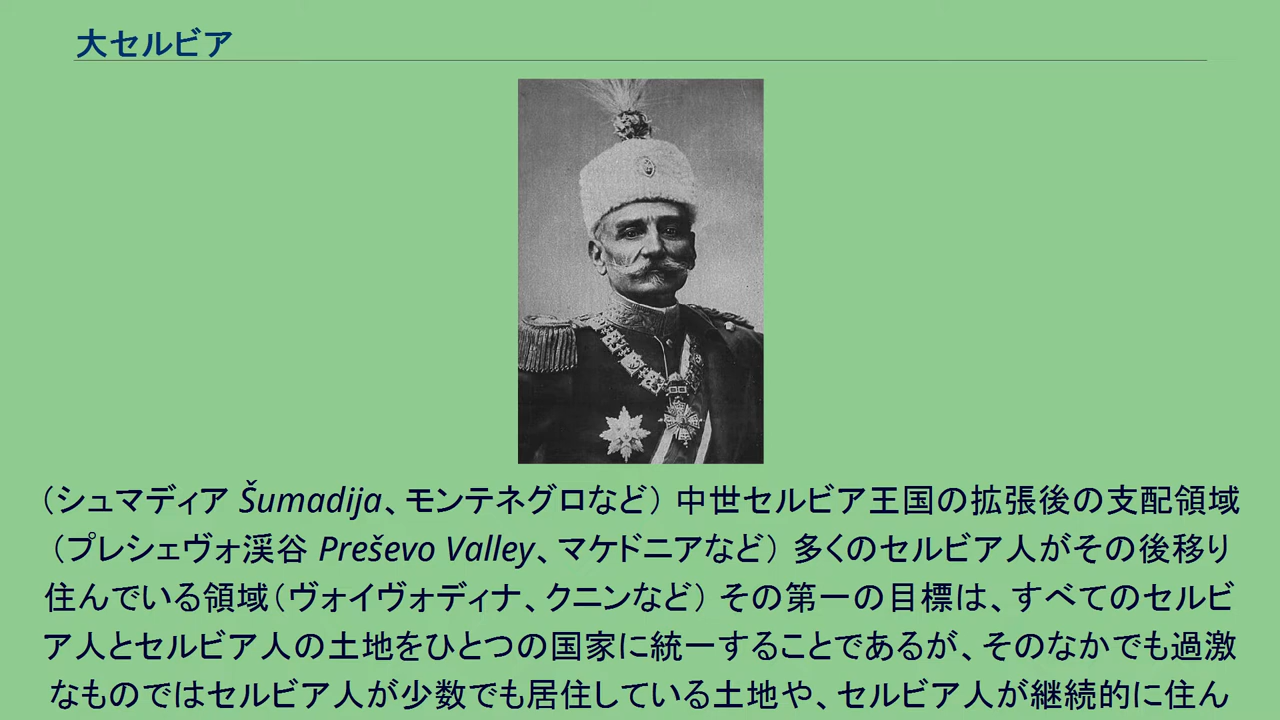 大セルビア
（シュマディア Šumadija、モンテネグロなど） 中世セルビア王国の拡張後の支配領域
（プレシェヴォ渓谷 Preševo Valley、マケドニアなど） 多くのセルビア人がその後移り
住んでいる領域（ヴォイヴォディナ、クニンなど） その第一の目標は、すべてのセルビ
ア人とセルビア人の土地をひとつの国家に統一することであるが、そのなかでも過激
なものではセルビア人が少数でも居住している土地や、セルビア人が継続的に住ん